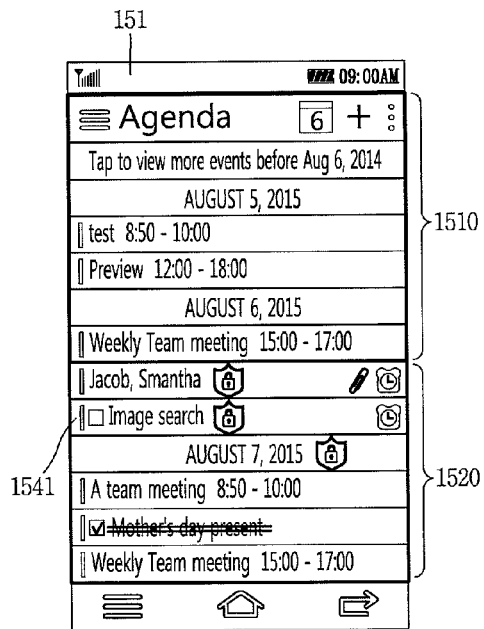 151
09:00AM
Agenda 6 +
Tap to view more events before Aug 6, 2014
AUGUST 5, 2015
test 8:50 - 10:00
Preview 12:00 - 18:00
1510
AUGUST 6, 2015
Weekly Team meeting 15:00 - 17:00
Jacob, Smantha
Image search
1541
AUGUST 7, 2015
1520
A team meeting 8:50 - 10:00
Mother's day present
Weekly Team meeting 15:00 - 17:00